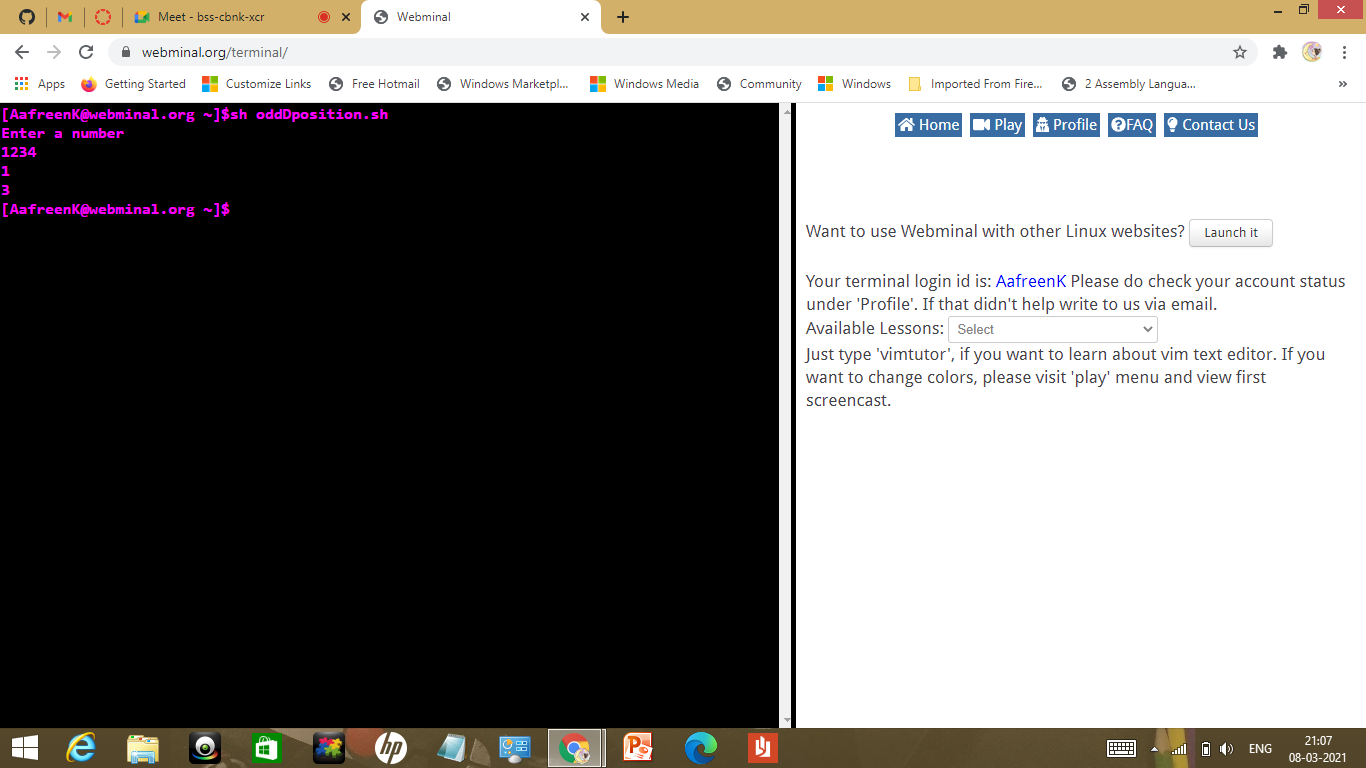 Meet - bss-cbnk-xcr
Webminal
webminal.org/terminal/
Apps
Getting Started
Customize Links
Free Hotmail
Windows Marketpl...
Windows Media
Community
Windows
Imported From Fire...
2 Assembly Langua...
»
[AafreenK@webminal.org ~]$sh oddDposition.sh
Enter a number
1234
1
3
[AafreenK@webminal.org ~]$
Home
Play
Profile
FAQ
Contact Us
Want to use Webminal with other Linux websites? Launch it
Your terminal login id is: AafreenK Please do check your account status
under 'Profile'. If that didn't help write to us via email.
Available Lessons: Select
Just type 'vimtutor', if you want to learn about vim text editor. If you
want to change colors, please visit 'play' menu and view first
screencast.
hp
ENG
21:07
08-03-2021